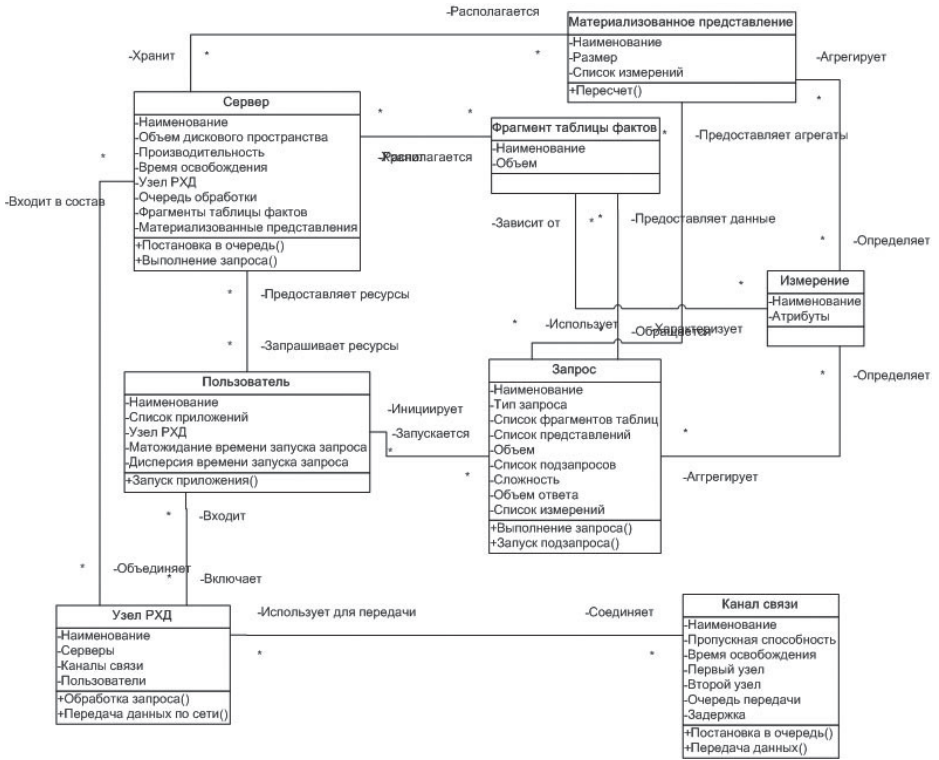 -Располагается
Материализованное представление
-Наименование
-Размер
-Список измерений
+Пересчет()
*
*
-Хранит
-Агрегирует
*
Сервер
-Наименование
-Объем дискового пространства
-Производительность
-Время освобождения
-Узел РХД
-Очередь обработки
-Фрагменты таблицы фактов
-Материализованные представления
+Постановка в очередь()
+Выполнение запроса()
*
*
Фрагмент таблицы фактов
-Наименование
-Объем
-Располагается
*
-Предоставляет агрегаты
*
-Входит в состав
-Зависит от
*
*
-Предоставляет данные
*
-Определяет
Измерение
-Наименование
-Атрибуты
*
*
-Предоставляет ресурсы
*
-Запрашивает ресурсы
*
-Использует
*
-Характеризует
-Обращается
*
-Определяет
Пользователь
-Наименование
-Список приложений
-Узел РХД
-Матожидание времени запуска запроса
-Дисперсия времени запуска запроса
+Запуск приложения()
-Инициирует
-Запускается
*
*
Запрос
-Наименование
-Тип запроса
-Список фрагментов таблиц
-Список представлений
-Объем
-Список подзапросов
-Сложность
-Объем ответа
-Список измерений
+Выполнение запроса()
+Запуск подзапроса()
*
-Аггрегирует
*
-Входит
*
-Объединяет
*
-Включает
Узел РХД
-Наименование
-Серверы
-Каналы связи
-Пользователи
+Обработка запроса()
+Передача данных по сети()
-Использует для передачи
*
-Соединяет
*
Канал связи
-Наименование
-Пропускная способность
-Время освобождения
-Первый узел
-Второй узел
-Очередь передачи
-Задержка
+Постановка в очередь()
+Передача данных()